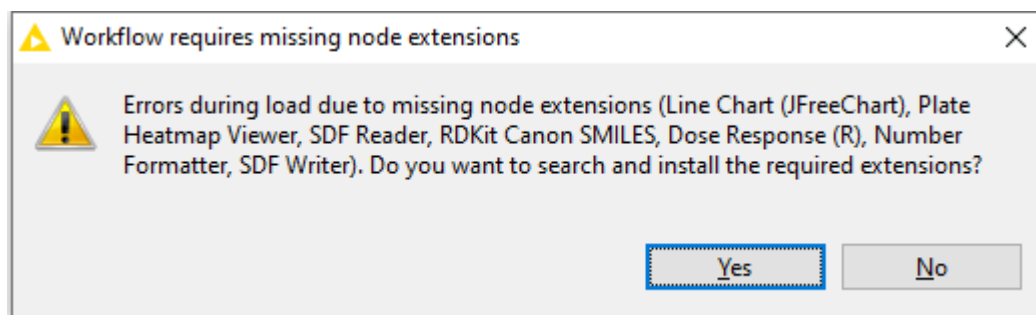 Workflow requires missing node extensions
Errors during load due to missing node extensions (Line Chart (JFreeChart), Plate
Heatmap Viewer, SDF Reader, RDKit Canon SMILES, Dose Response (R), Number
Formatter, SDF Writer). Do you want to search and install the required extensions?
Yes
No